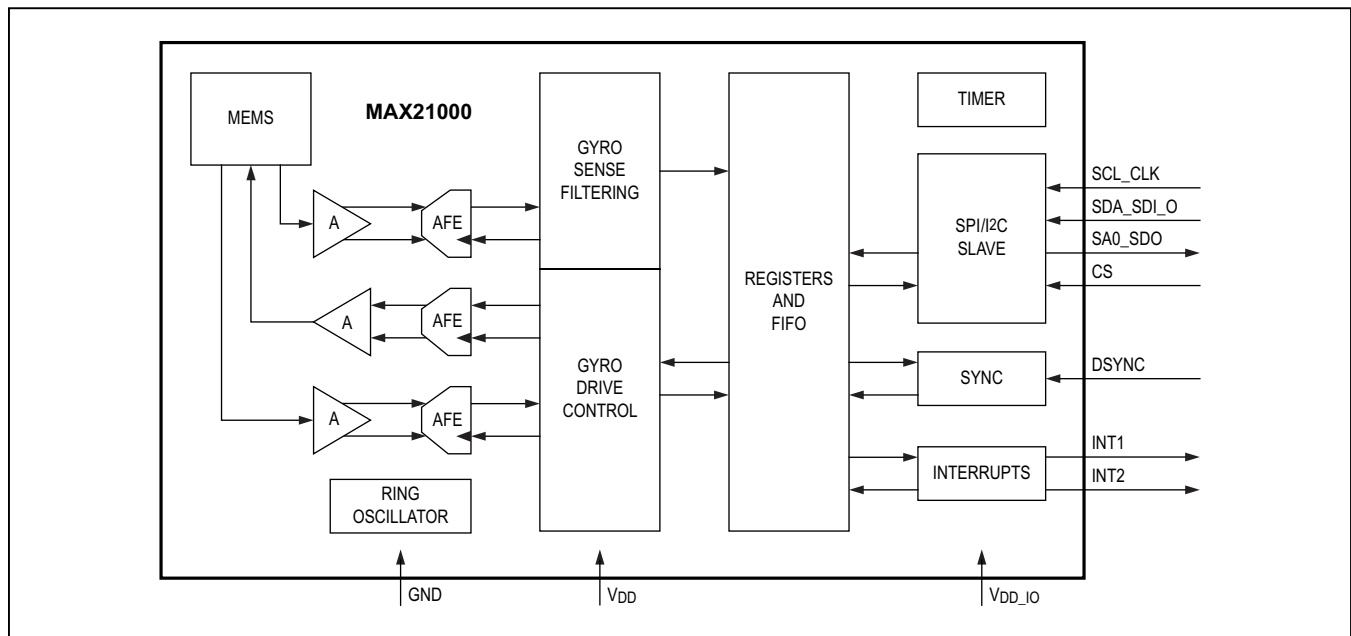 MEMS
MAX21000
GYRO
SENSE
FILTERING
TIMER
A
AFE
SCL_CLK
SDA_SDI_O
SA0_SDO
CS
SPI/I2C
SLAVE
REGISTERS
AND
FIFO
A
AFE
GYRO
DRIVE
CONTROL
SYNC
DSYNC
A
AFE
INT1
INT2
INTERRUPTS
RING
OSCILLATOR
GND
VDD
VDD_IO